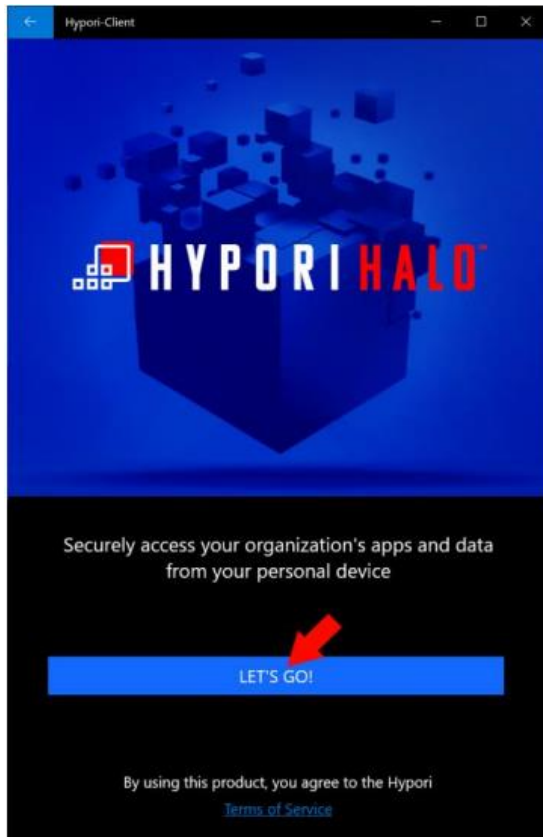 Hypori-Client
HYPORI HALO™
Securely access your organization's apps and data
from your personal device
LET'S GO!
By using this product, you agree to the Hypori
Terms of Service